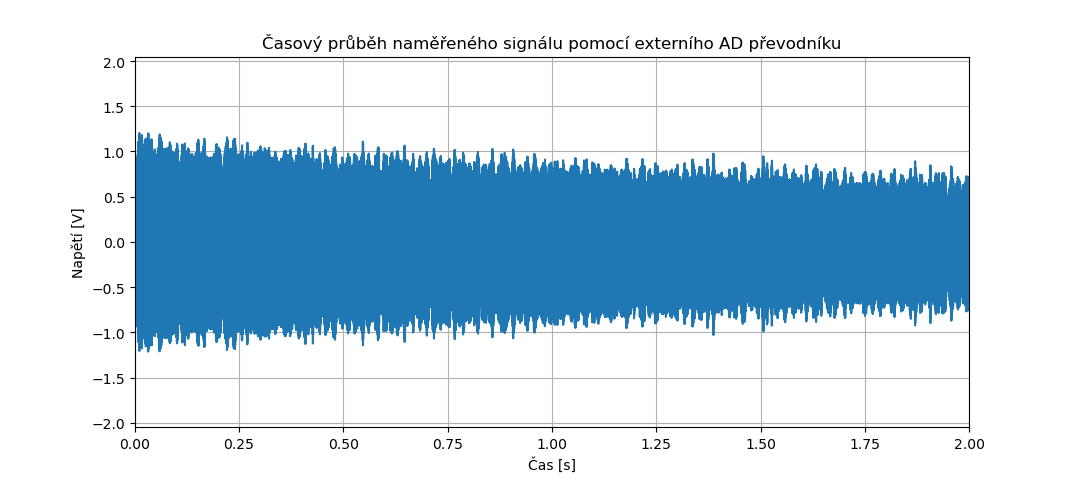 Časový průběh naměřeného signálu pomocí externího AD převodníku
2.0
1.5
1.0
0.5
0.0
−0.5
−1.0
−1.5
−2.0
Napětí [V]
0.00 0.25 0.50 0.75 1.00 1.25 1.50 1.75 2.00
Čas [s]